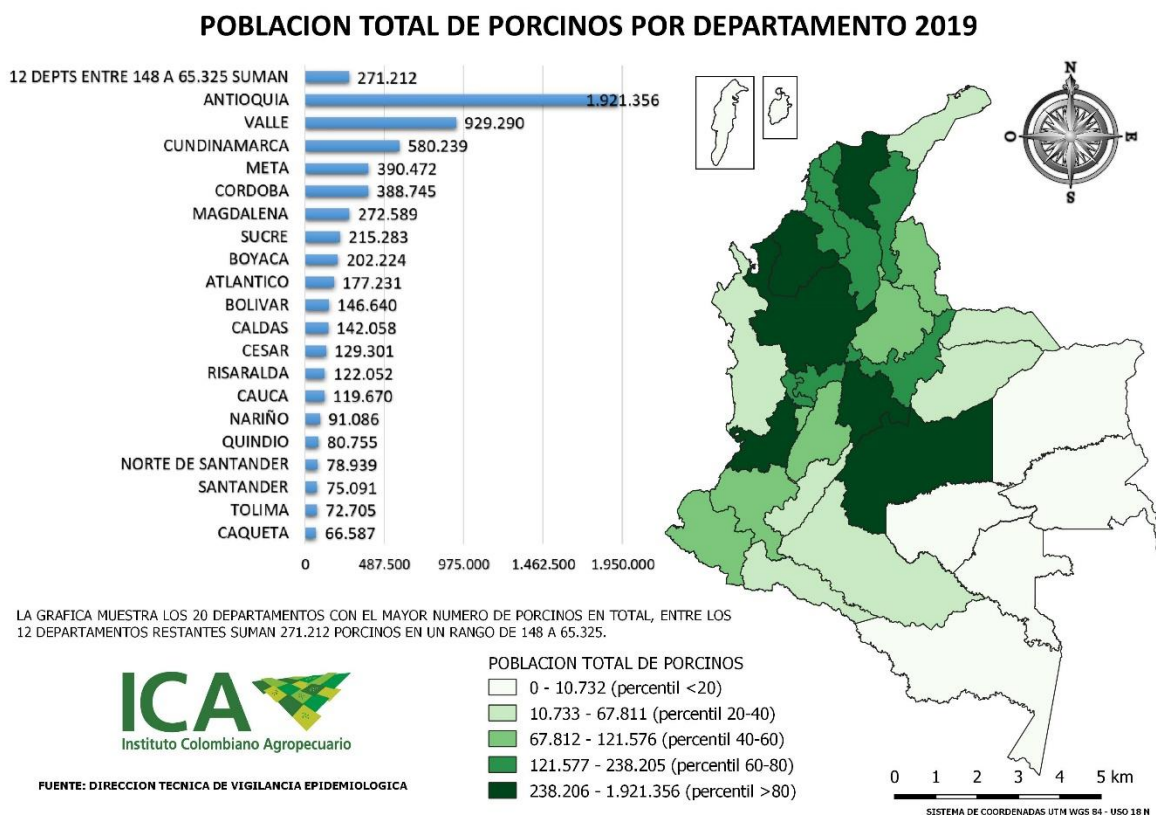 POBLACION TOTAL DE PORCINOS POR DEPARTAMENTO 2019
12 DEPTS ENTRE 148 A 65.325 SUMAN 271.212
ANTIOQUIA 1.921.356
VALLE 929.290
CUNDINAMARCA 580.239
META 390.472
CORDOBA 388.745
MAGDALENA 272.589
SUCRE 215.283
BOYACA 202.224
ATLANTICO 177.231
BOLIVAR 146.640
CALDAS 142.058
CESAR 129.301
RISARALDA 122.052
CAUCA 119.670
NARIÑO 91.086
QUINDIO 80.755
NORTE DE SANTANDER 78.939
SANTANDER 75.091
TOLIMA 72.705
CAQUETA 66.587
0 487.500 975.000 1.462.500 1.950.000
N
O E
S
LA GRAFICA MUESTRA LOS 20 DEPARTAMENTOS CON EL MAYOR NUMERO DE PORCINOS EN TOTAL, ENTRE LOS
12 DEPARTAMENTOS RESTANTES SUMAN 271.212 PORCINOS EN UN RANGO DE 148 A 65.325.
ICA
Instituto Colombiano Agropecuario
FUENTE: DIRECCION TECNICA DE VIGILANCIA EPIDEMIOLOGICA
POBLACION TOTAL DE PORCINOS
0 - 10.732 (percentil <20)
10.733 - 67.811 (percentil 20-40)
67.812 - 121.576 (percentil 40-60)
121.577 - 238.205 (percentil 60-80)
238.206 - 1.921.356 (percentil >80)
0 1 2 3 4 5 km
SISTEMA DE COORDENADAS UTM WGS 84 - USO 18 N